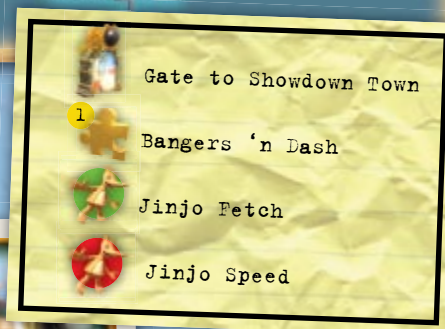 Gate to Showdown Town
1
Bangers ‘n Dash
Jinjo Fetch
Jinjo Speed